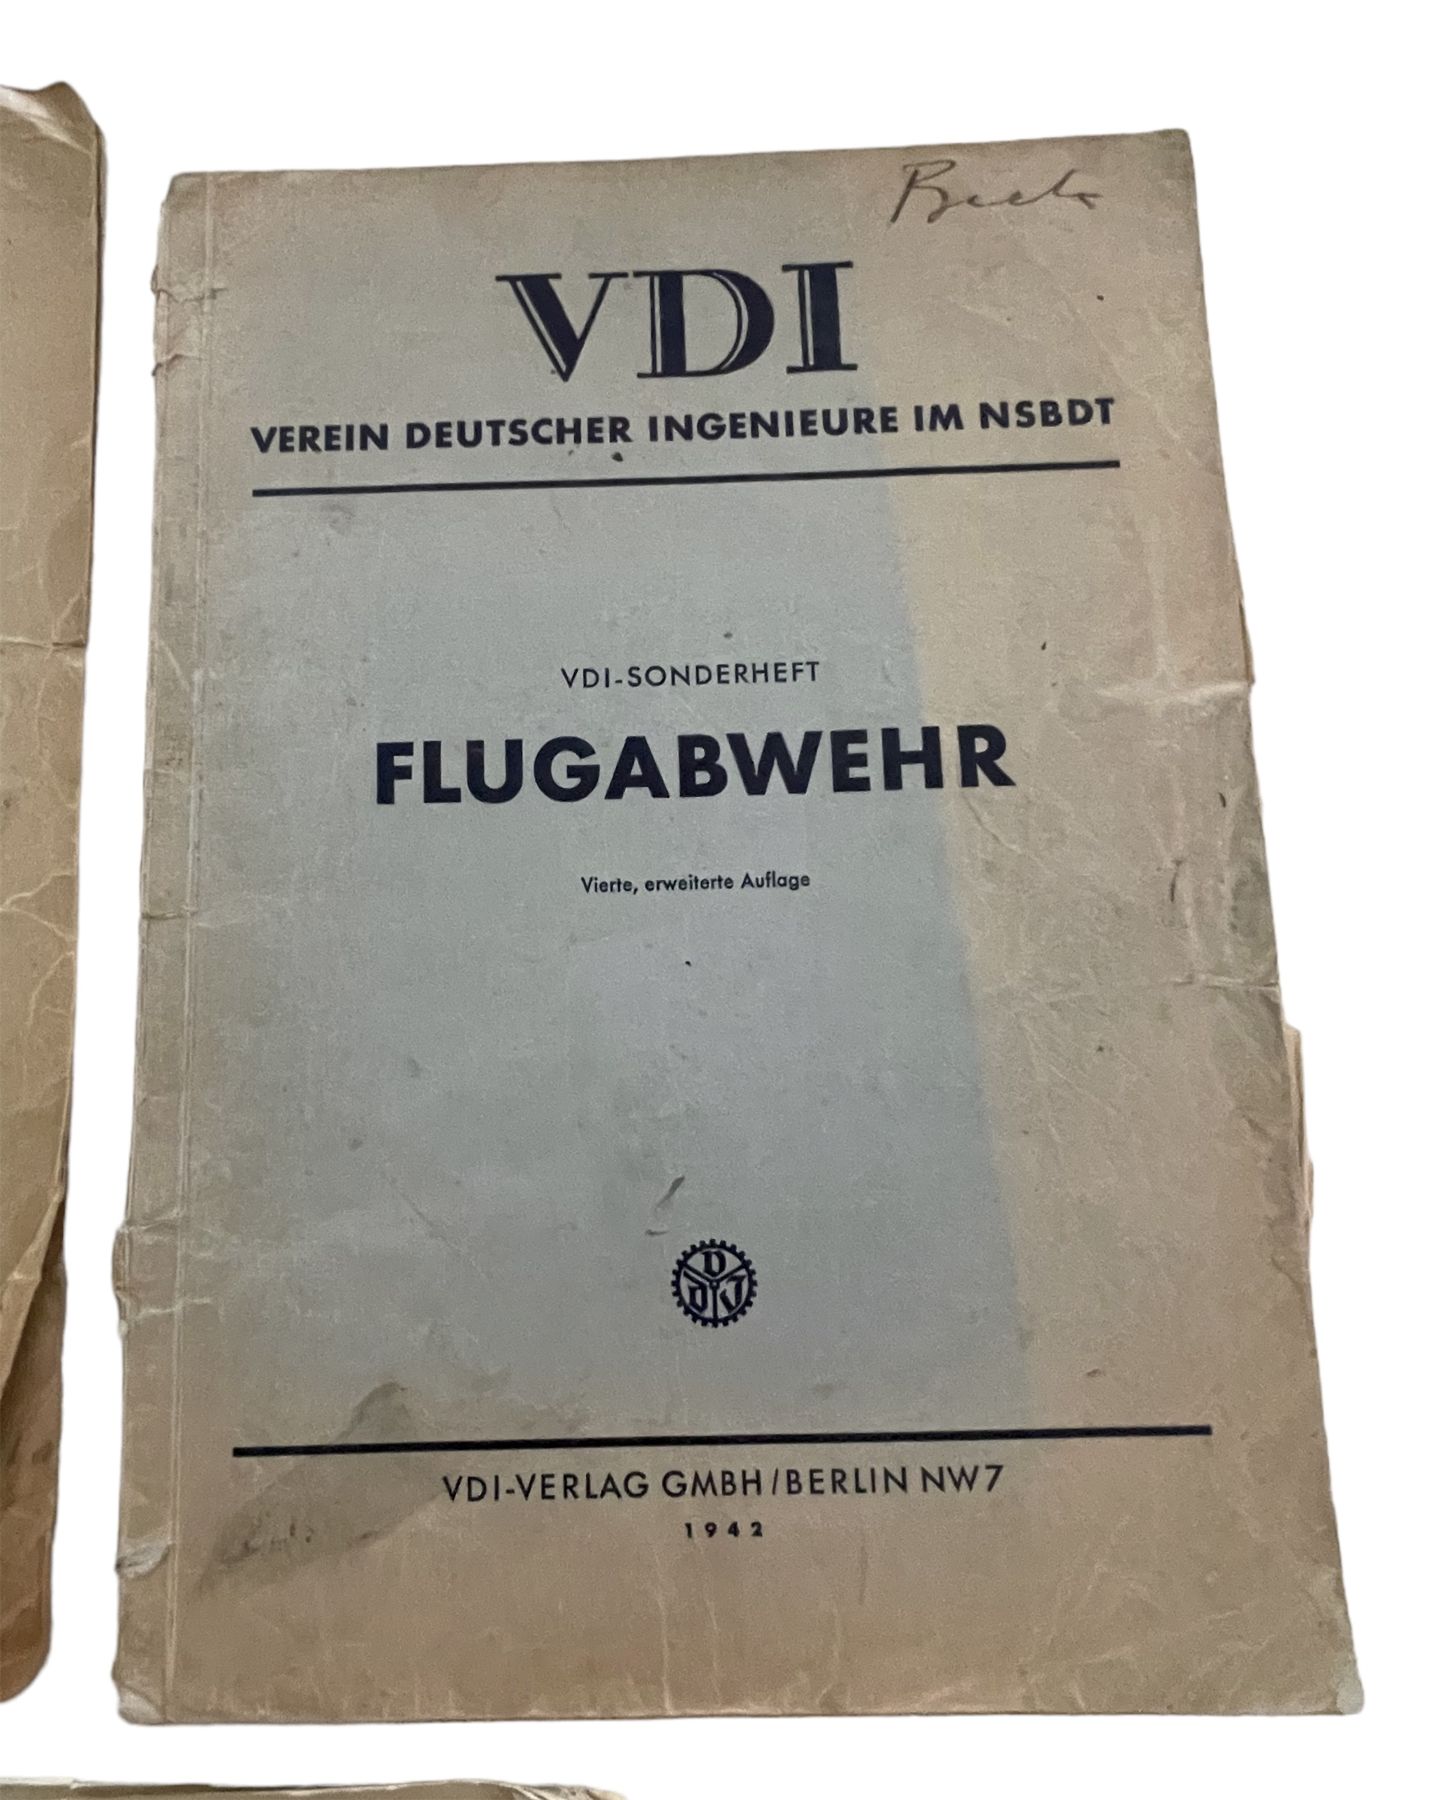 VDI
VEREIN DEUTSCHER INGENIEURE IM NSBDT
VDI-SONDERHEFT
FLUGABWEHR
Vierte, erweiterte Auflage
VDI-VERLAG GMBH/BERLIN NW7
1942